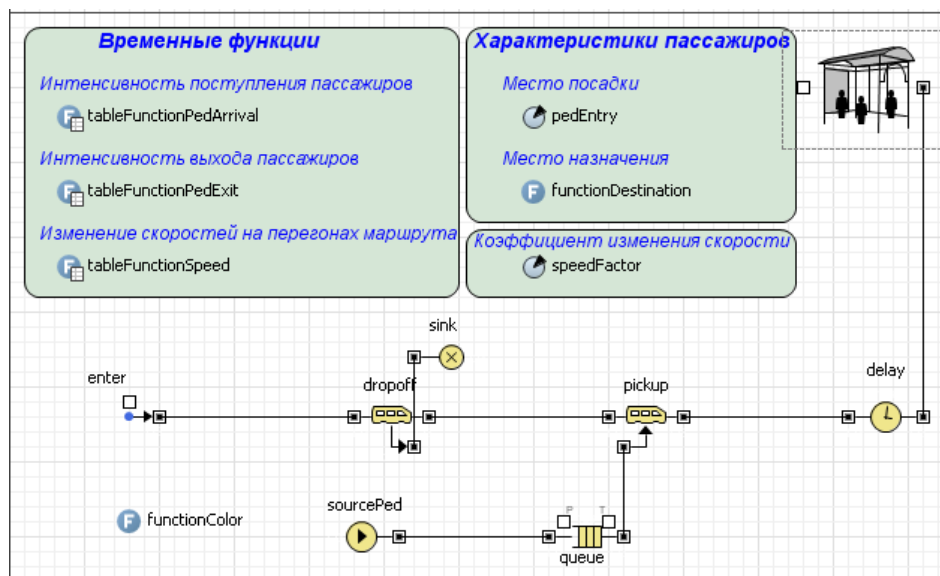 Временные функции
Интенсивность поступления пассажиров
tableFunctionPedArrival
Интенсивность выхода пассажиров
tableFunctionPedExit
Изменение скоростей на перегонах маршрута
tableFunctionSpeed
Характеристики пассажиров
Место посадки
pedEntry
Место назначения
functionDestination
Коэффициент изменения скорости
speedFactor
sink
enter
dropoff
pickup
delay
sourcePed
functionColor
P T
queue